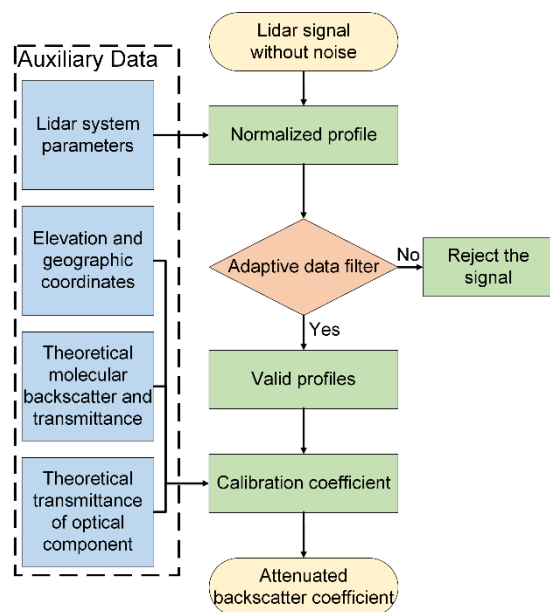 Lidar signal
without noise
Auxiliary Data
Lidar system
parameters
Normalized profile
Elevation and
geographic
coordinates
Adaptive data filter
No
Reject the
signal
Yes
Theoretical
molecular
backscatter and
transmittance
Valid profiles
Theoretical
transmittance
of optical
component
Calibration coefficient
Attenuated
backscatter coefficient